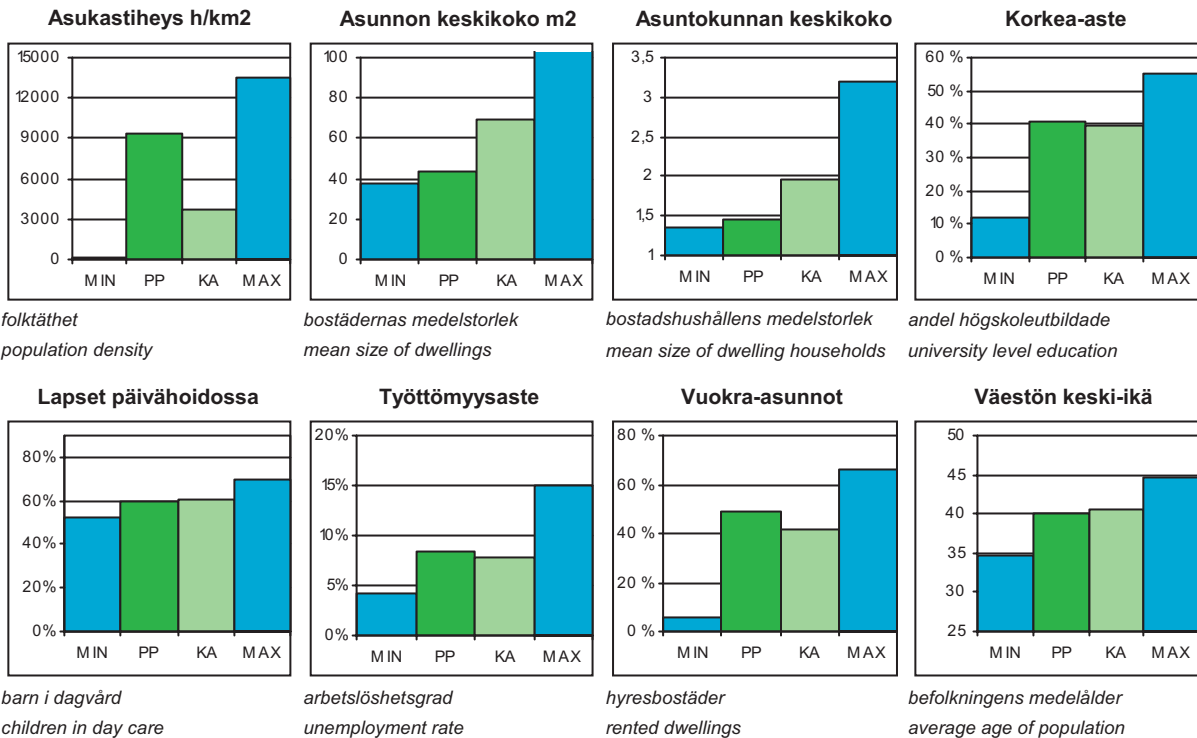 Asukastiheys h/km2
15000
12000
9000
6000
3000
0
MIN PP KA MAX
folktäthet
population density
Asunnon keskikoko m2
100
80
60
40
20
0
MIN PP KA MAX
bostädernas medelstorlek
mean size of dwellings
Asuntokunnan keskikoko
3,5
3
2,5
2
1,5
1
MIN PP KA MAX
bostadshushållens medelstorlek
mean size of dwelling households
Korkea-aste
60 %
50 %
40 %
30 %
20 %
10 %
0 %
MIN PP KA MAX
andel högskoleutbildade
university level education
Lapset päivähoidossa
80%
60%
40%
20%
0%
MIN PP KA MAX
barn i dagvård
children in day care
Työttömyysaste
20%
15%
10%
5%
0%
MIN PP KA MAX
arbetslöshetsgrad
unemployment rate
Vuokra-asunnot
80 %
60 %
40 %
20 %
0 %
MIN PP KA MAX
hyresbostäder
rented dwellings
Väestön keski-ikä
50
45
40
35
30
25
MIN PP KA MAX
befolkningens medelålder
average age of population